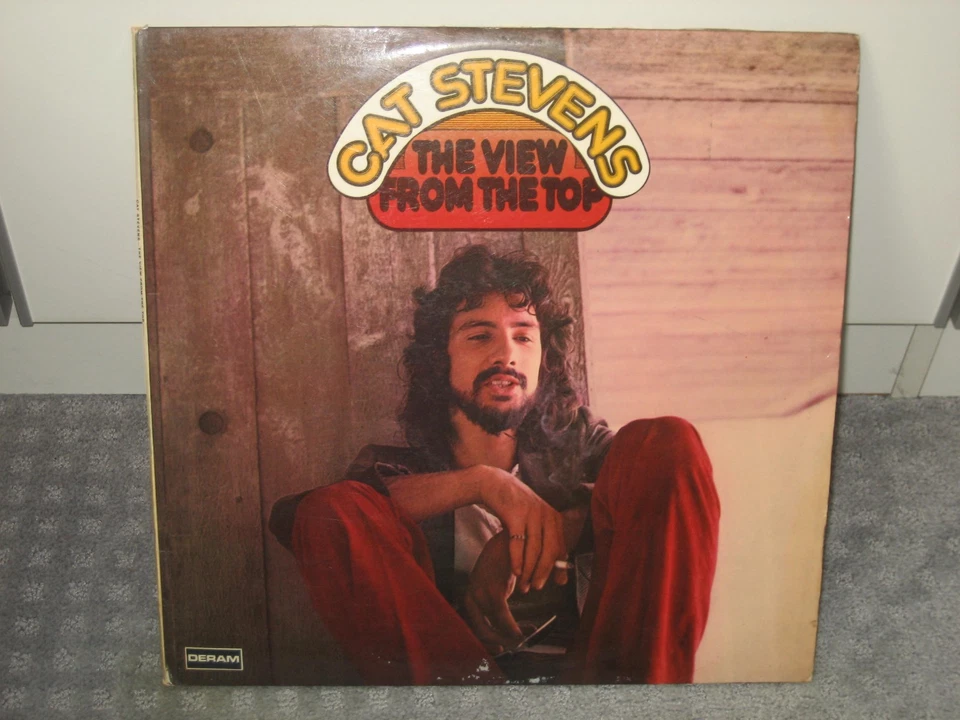 CAT STEVENS
THE VIEW
FROM THE TOP
DERAM